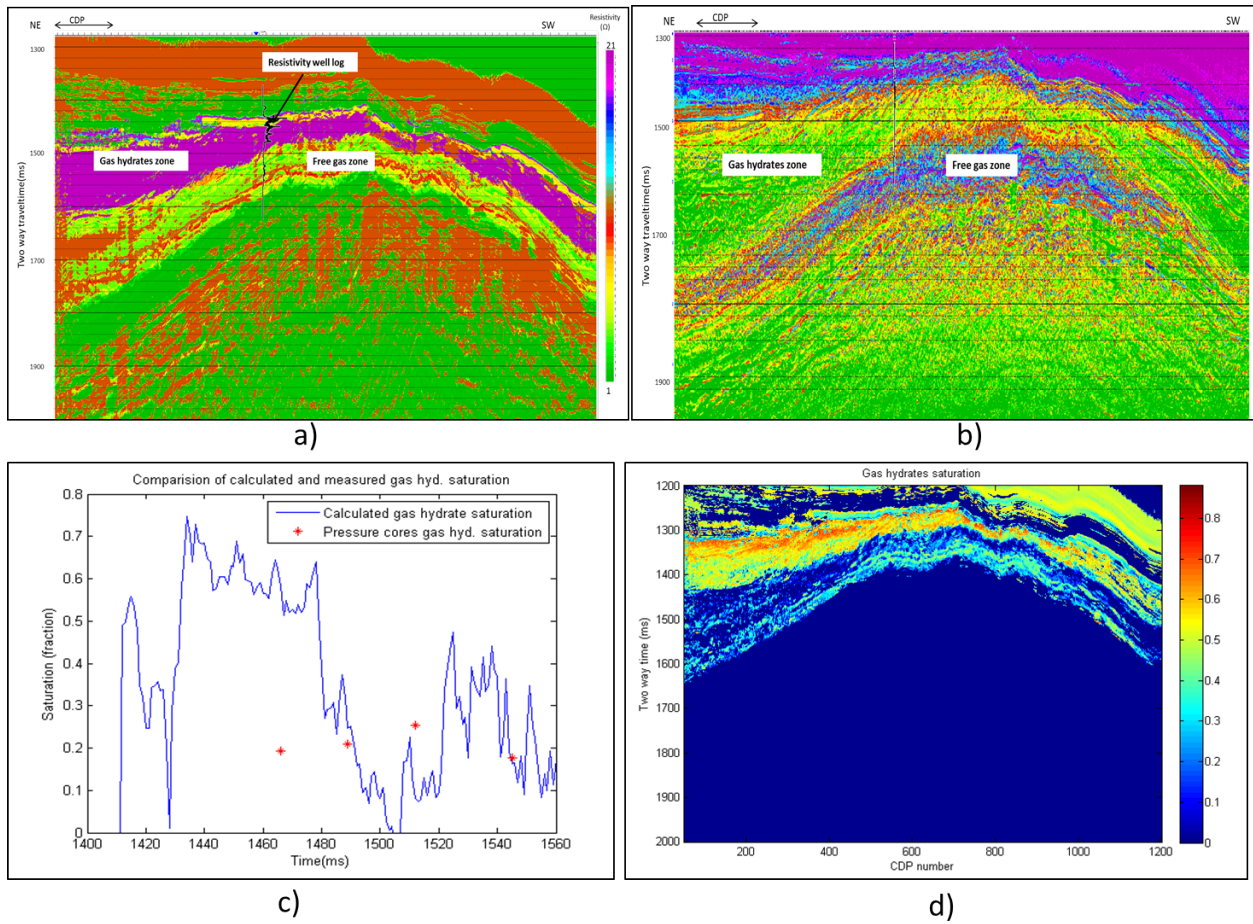 NE
CDP
SW
Resistivity
(Ω)
21
1300
Resistivity well log
1500
Gas hydrates zone
Free gas zone
1700
1900
Two way traveltime(ms)
1
a)
NE
CDP
SW
1300
1500
Gas hydrates zone
Free gas zone
1700
1900
Two way traveltime(ms)
b)
Comparision of calculated and measured gas hyd. saturation
Calculated gas hydrate saturation
Pressure cores gas hyd. saturation
0.8
0.7
0.6
0.5
0.4
0.3
0.2
0.1
0
Saturation (fraction)
1400 1420 1440 1460 1480 1500 1520 1540 1560
Time(ms)
c)
Gas hydrates saturation
1200
1300
1400
1500
1600
1700
1800
1900
2000
Two way time (ms)
200 400 600 800 1000 1200
CDP number
0.8
0.7
0.6
0.5
0.4
0.3
0.2
0.1
0
d)